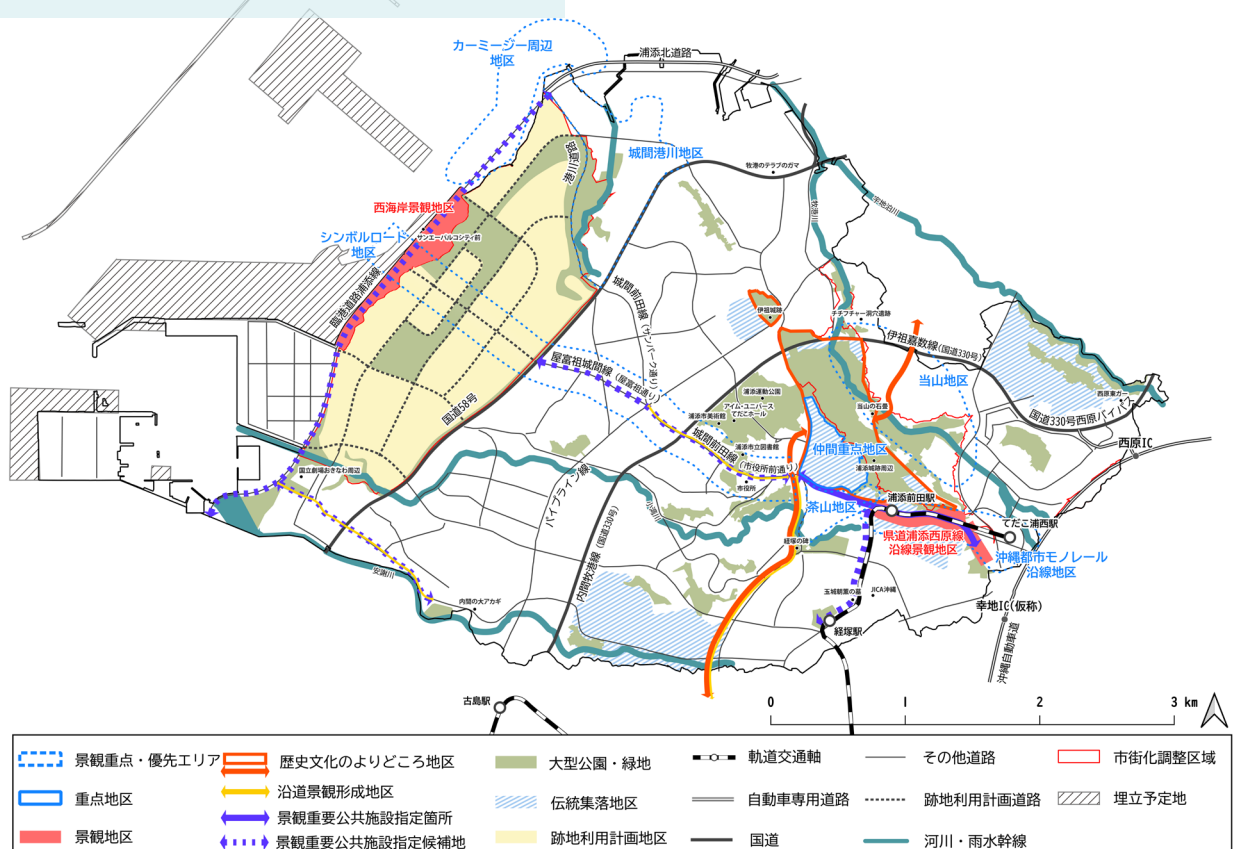 カーミージー周辺
地区
浦添北道路
城間港川地区
港川道路
牧港のテラブのガマ
牧港川
宇地泊川
西海岸景観地区
シンボルロード
地区
サンエーパルコシティ前
臨港道路浦添線
城間前田線(サンパーク通り)
伊祖城跡
チヂフチャー洞穴遺跡
伊祖嘉数線(国道330号)
当山地区
屋富祖城間線(屋富祖通り)
国道58号
浦添運動公園
アイム・ユニバース
てだこホール
浦添市美術館
当山の石畳
西原東ガー
国道330号西原バイパス
西原IC
城間前田線(市役所前通り)
浦添市立図書館
仲間重点地区
浦添城跡周辺
国立劇場おきなわ周辺
市役所
パイプライン線
小湾川
茶山地区
浦添前田駅
てだこ浦西駅
県道浦添西原線
沿線景観地区
沖縄都市モノレール
沿線地区
経塚の碑
内間牧港線(国道330号)
安謝川
内間の大アカギ
玉城朝薫の墓
JICA沖縄
経塚駅
幸地IC(仮称)
沖縄自動車道
古島駅
0 1 2 3 km
景観重点・優先エリア
重点地区
景観地区
歴史文化のよりどころ地区
沿道景観形成地区
景観重要公共施設指定箇所
景観重要公共施設指定候補地
大型公園・緑地
伝統集落地区
跡地利用計画地区
軌道交通軸
自動車専用道路
国道
その他道路
跡地利用計画道路
河川・雨水幹線
市街化調整区域
埋立予定地